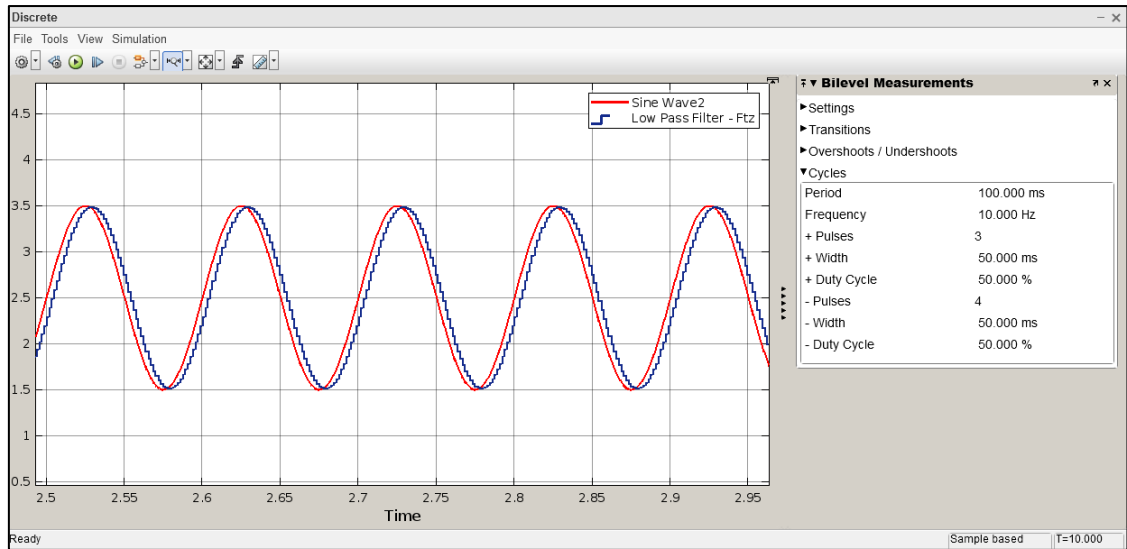 Discrete
File Tools View Simulation
Sine Wave2
Low Pass Filter - Ftz
4.5
4
3.5
3
2.5
2
1.5
1
0.5
2.5 2.55 2.6 2.65 2.7 2.75 2.8 2.85 2.9 2.95
Time
Bilevel Measurements
Settings
Transitions
Overshoots / Undershoots
Cycles
Period 100.000 ms
Frequency 10.000 Hz
+ Pulses 3
+ Width 50.000 ms
+ Duty Cycle 50.000 %
- Pulses 4
- Width 50.000 ms
- Duty Cycle 50.000 %
Ready Sample based T=10.000